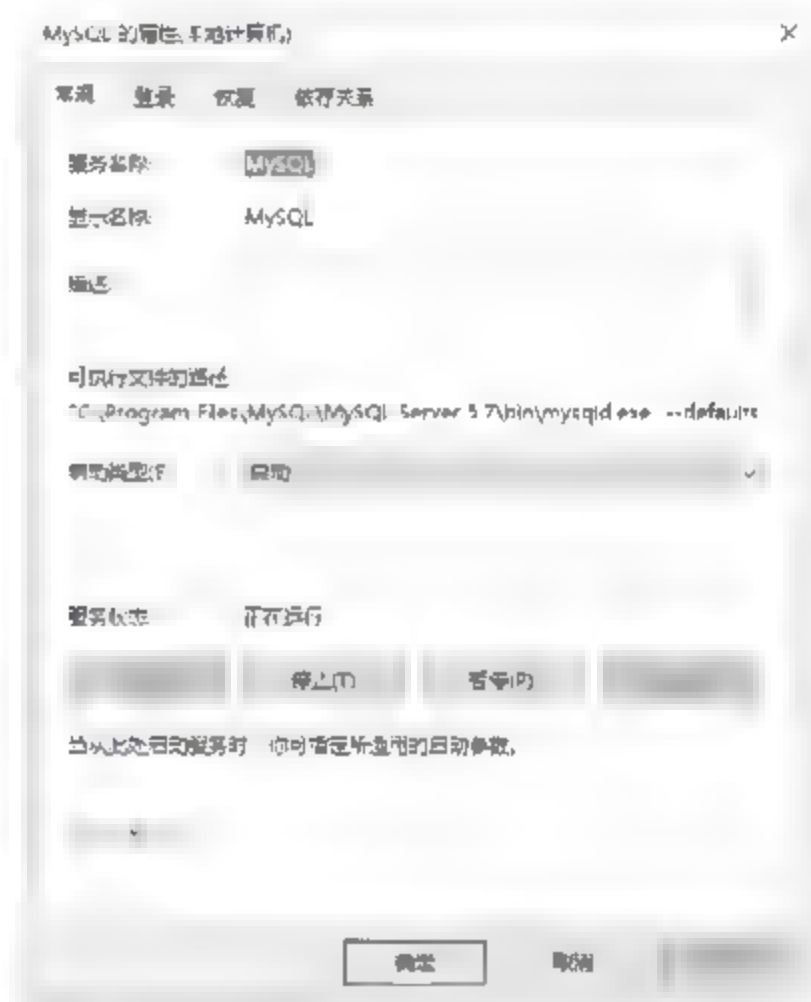 MySQL 的属性(本地计算机)
常规 登录 恢复 依存关系
服务名称: MySQL
显示名称: MySQL
描述:
可执行文件的路径:
"C:\Program Files\MySQL\MySQL Server 5.7\bin\mysqld.exe" --defaults
启动类型(E
服务状态: 正在运行
停止(T) 暂停(P)
当从此处启动服务时，你可指定所适用的启动参数。
确定 取消